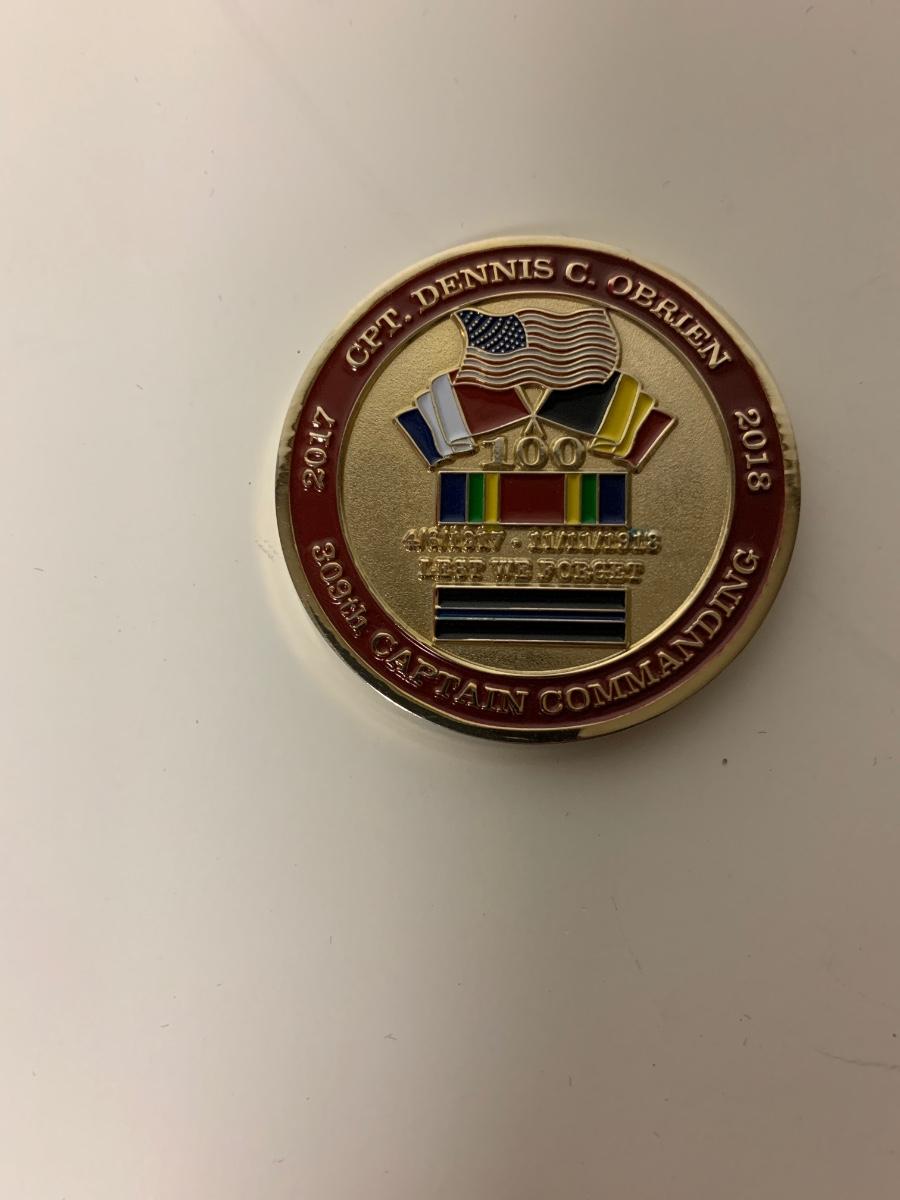 CPT. DENNIS C. OBRIEN
2017
2018
100
4/6/1917 - 11/11/1918
LEST WE FORGET
309th CAPTAIN COMMANDING